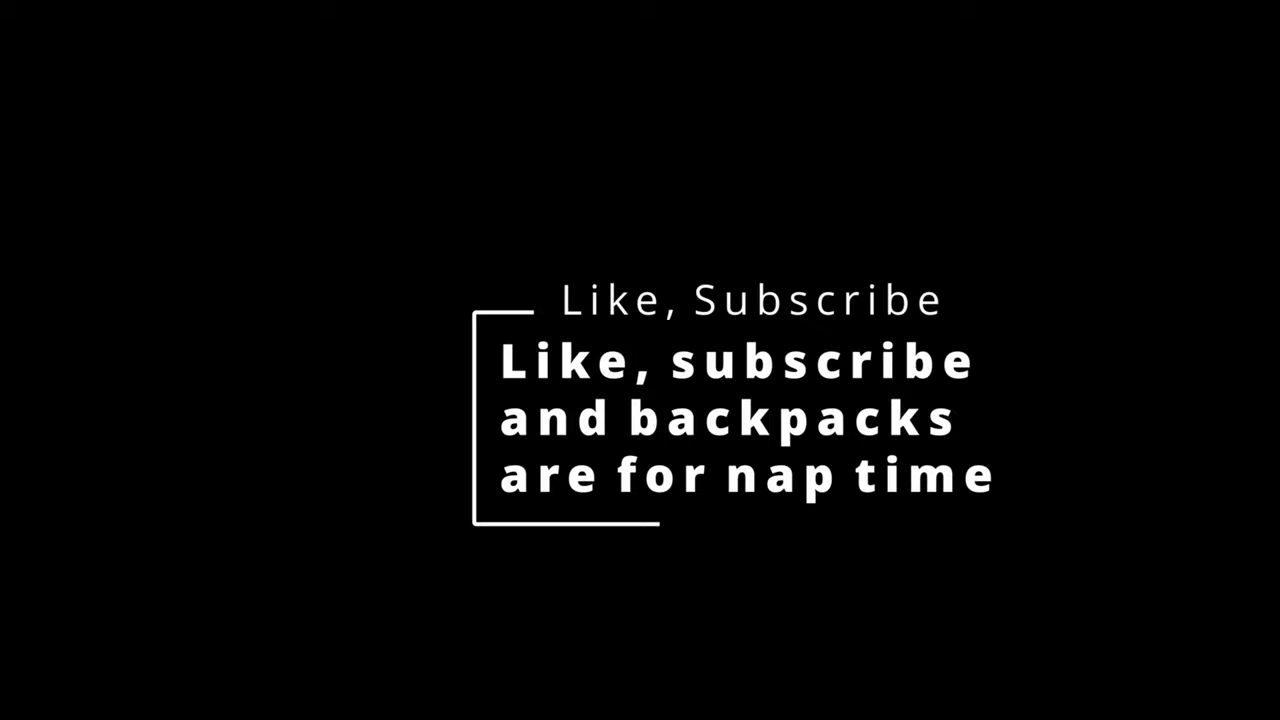 Like, Subscribe
Like, subscribe
and backpacks
are for nap time